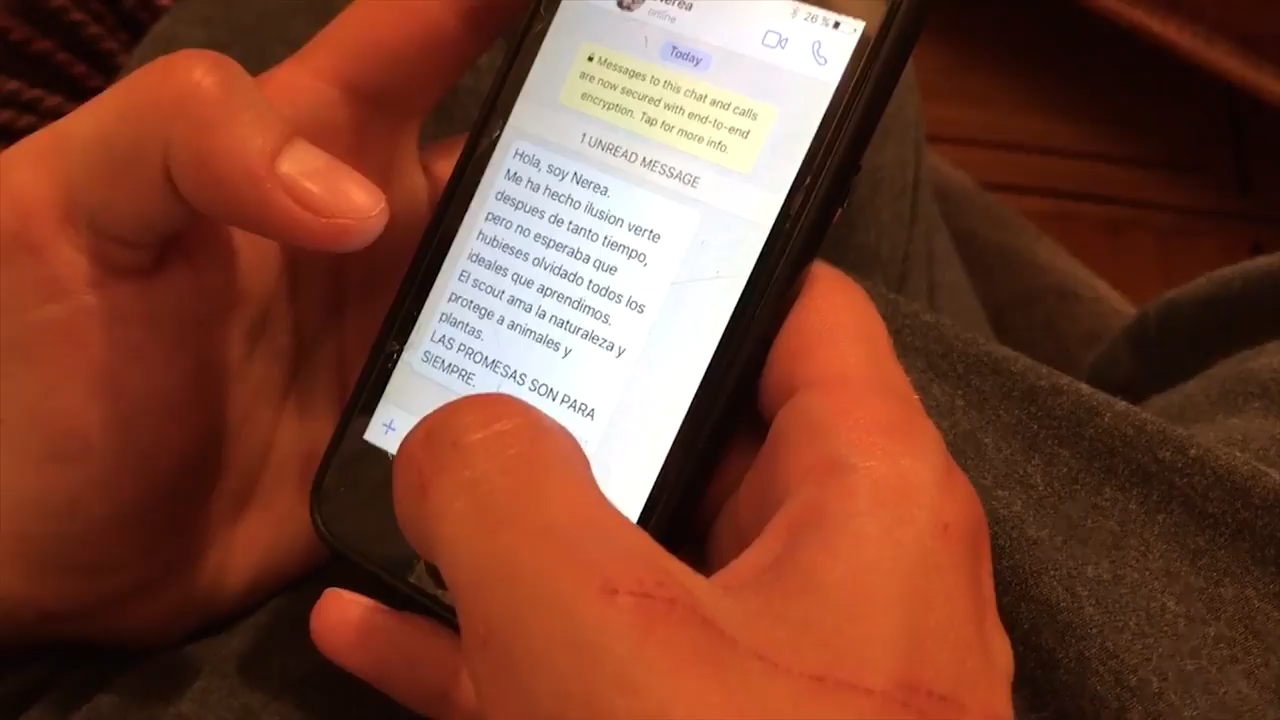 Nerea
online
26 %
Today
Messages to this chat and calls
are now secured with end-to-end
encryption. Tap for more info.
1 UNREAD MESSAGE
Hola, soy Nerea.
Me ha hecho ilusion verte
despues de tanto tiempo,
pero no esperaba que
hubieses olvidado todos los
ideales que aprendimos.
El scout ama la naturaleza y
protege a animales y
plantas.
LAS PROMESAS SON PARA
SIEMPRE.